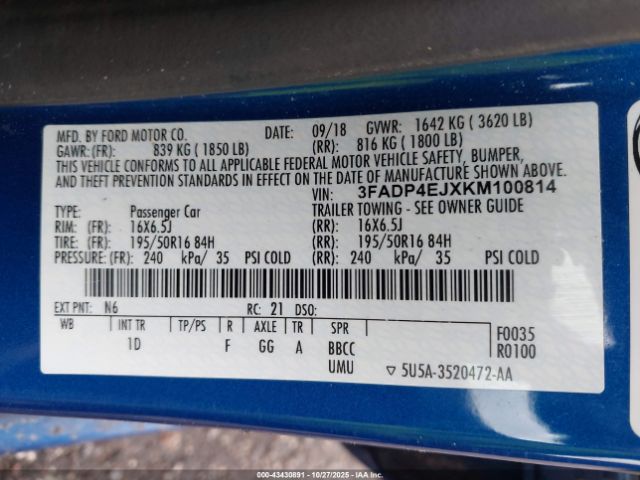 MFD. BY FORD MOTOR CO. DATE: 09/18 GVWR: 1642 KG ( 3620 LB)
GAWR:(FR): 839 KG ( 1850 LB) (RR): 816 KG ( 1800 LB)
THIS VEHICLE CONFORMS TO ALL APPLICABLE FEDERAL MOTOR VEHICLE SAFETY, BUMPER,
AND THEFT PREVENTION STANDARDS IN EFFECT ON THE DATE OF MANUFACTURE SHOWN ABOVE.
VIN: 3FADP4EJXKM100814
TYPE: Passenger Car TRAILER TOWING - SEE OWNER GUIDE
RIM: (FR): 16X6.5J (RR): 16X6.5J
TIRE: (FR): 195/50R16 84H (RR): 195/50R16 84H
PRESSURE:(FR): 240 kPa/ 35 PSI COLD (RR): 240 kPa/ 35 PSI COLD
EXT PNT: N6 RC: 21 DSO:
WB INT TR TP/PS R AXLE TR SPR F0035
1D F GG A BBCC R0100
UMU ▽ 5U5A-3520472-AA
000-43430891 - 10/27/2025 - IAAI.CA